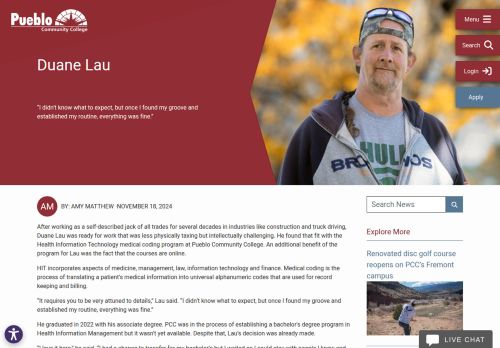 Pueblo
Community College
Menu
Search
Login
Apply
Duane Lau
"I didn't know what to expect, but once I found my groove and
established my routine, everything was fine."
HULL
BRONCOS
AM
BY: AMY MATTHEW · NOVEMBER 18, 2024
After working as a self-described jack of all trades for several decades in industries like construction and truck driving,
Duane Lau was ready for work that was less physically taxing but intellectually challenging. He found that fit with the
Health Information Technology medical coding program at Pueblo Community College. An additional benefit of the
program for Lau was the fact that the courses are online.
HIT incorporates aspects of medicine, management, law, information technology and finance. Medical coding is the
process of translating a patient's medical information into universal alphanumeric codes that are used for record
keeping and billing.
"It requires you to be very attuned to details," Lau said. "I didn't know what to expect, but once I found my groove and
established my routine, everything was fine."
He graduated in 2022 with his associate degree. PCC was in the process of establishing a bachelor's degree program in
Health Information Management but it wasn't yet available. Despite that, Lau's decision was already made.
Search News
Explore More
Renovated disc golf course
reopens on PCC's Fremont
campus
LIVE CHAT